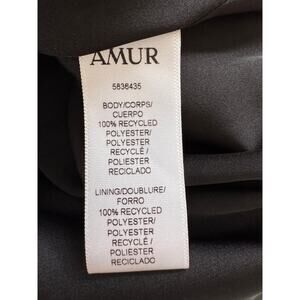 AMUR
5836435
BODY/CORPS/
CUERPO
100% RECYCLED
POLYESTER/
POLYESTER
RECYCLÉ /
POLIESTER
RECICLADO
LINING/DOUBLURE/
FORRO
100% RECYCLED
POLYESTER/
POLYESTER
RECYCLÉ /
POLIESTER
RECICLADO